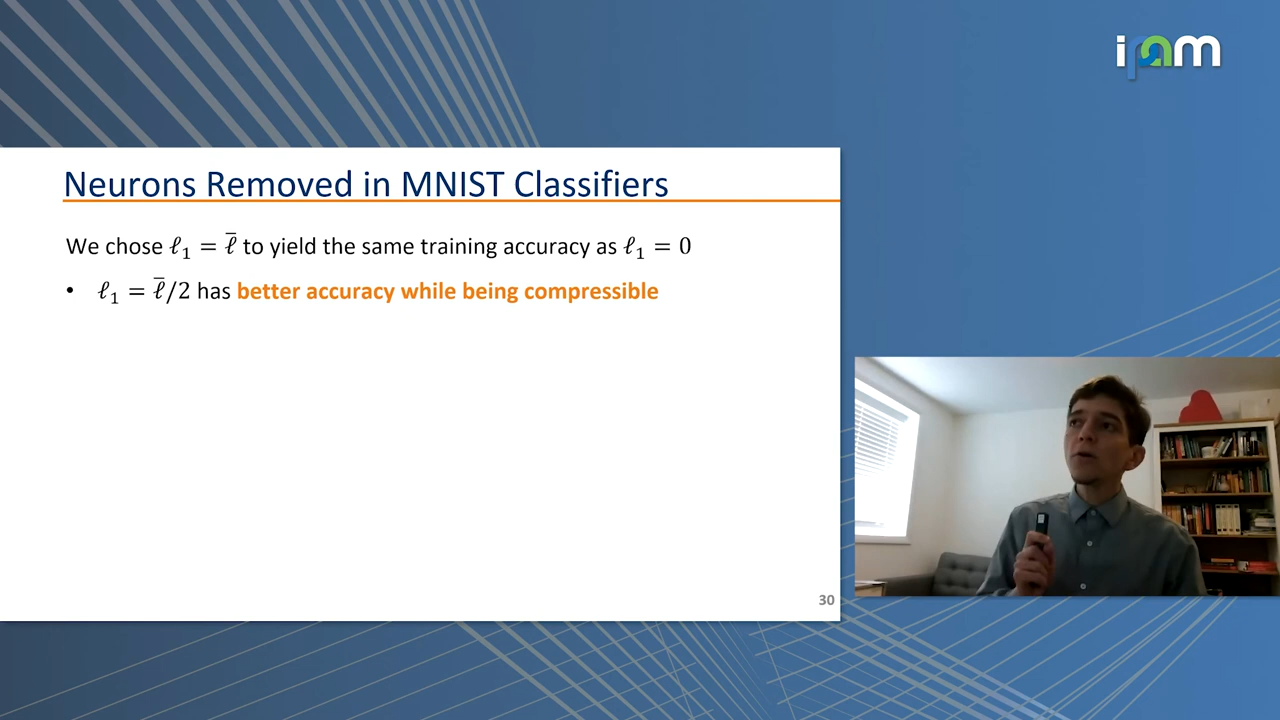 ipam
Neurons Removed in MNIST Classifiers
We chose ℓ₁ = ℓ̅ to yield the same training accuracy as ℓ₁ = 0
• ℓ₁ = ℓ̅/2 has better accuracy while being compressible
30